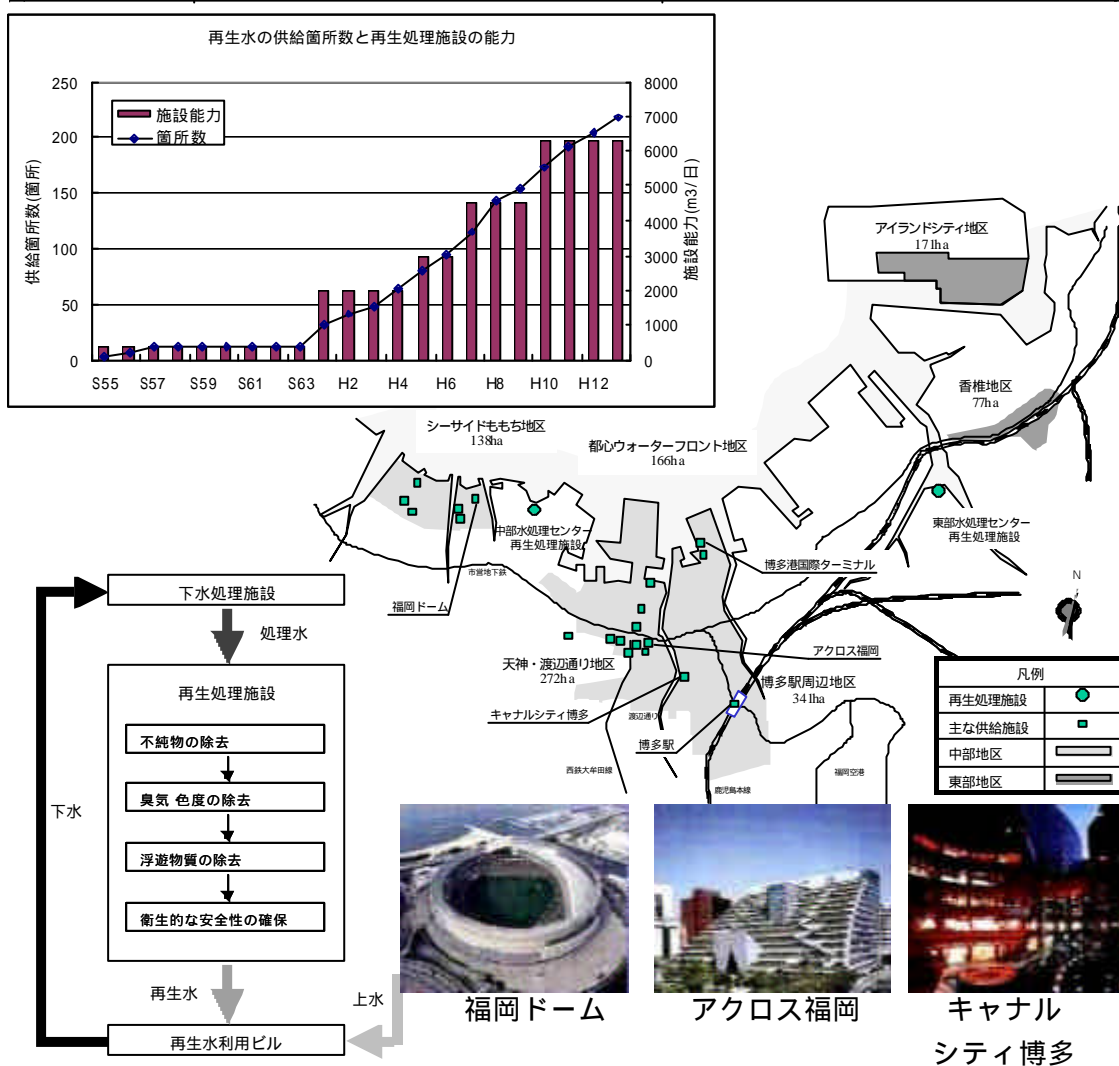 再生水の供給箇所数と再生処理施設の能力
250
200
150
100
50
0
供給箇所数(箇所)
施設能力
箇所数
8000
7000
6000
5000
4000
3000
2000
1000
0
施設能力(m3/日)
S55 S57 S59 S61 S63 H2 H4 H6 H8 H10 H12
アイランドシティ地区
171ha
香椎地区
77ha
シーサイドももち地区
138ha
都心ウォーターフロント地区
166ha
中部水処理センター
再生処理施設
東部水処理センター
再生処理施設
博多港国際ターミナル
市営地下鉄
福岡ドーム
アクロス福岡
天神・渡辺通り地区
272ha
博多駅周辺地区
341ha
キャナルシティ博多
渡辺通り
博多駅
西鉄大牟田線
鹿児島本線
福岡空港
N
凡例
再生処理施設
主な供給施設
中部地区
東部地区
下水処理施設
処理水
再生処理施設
不純物の除去
臭気 色度の除去
浮遊物質の除去
衛生的な安全性の確保
下水
再生水
上水
再生水利用ビル
福岡ドーム
アクロス福岡
キャナル
シティ博多